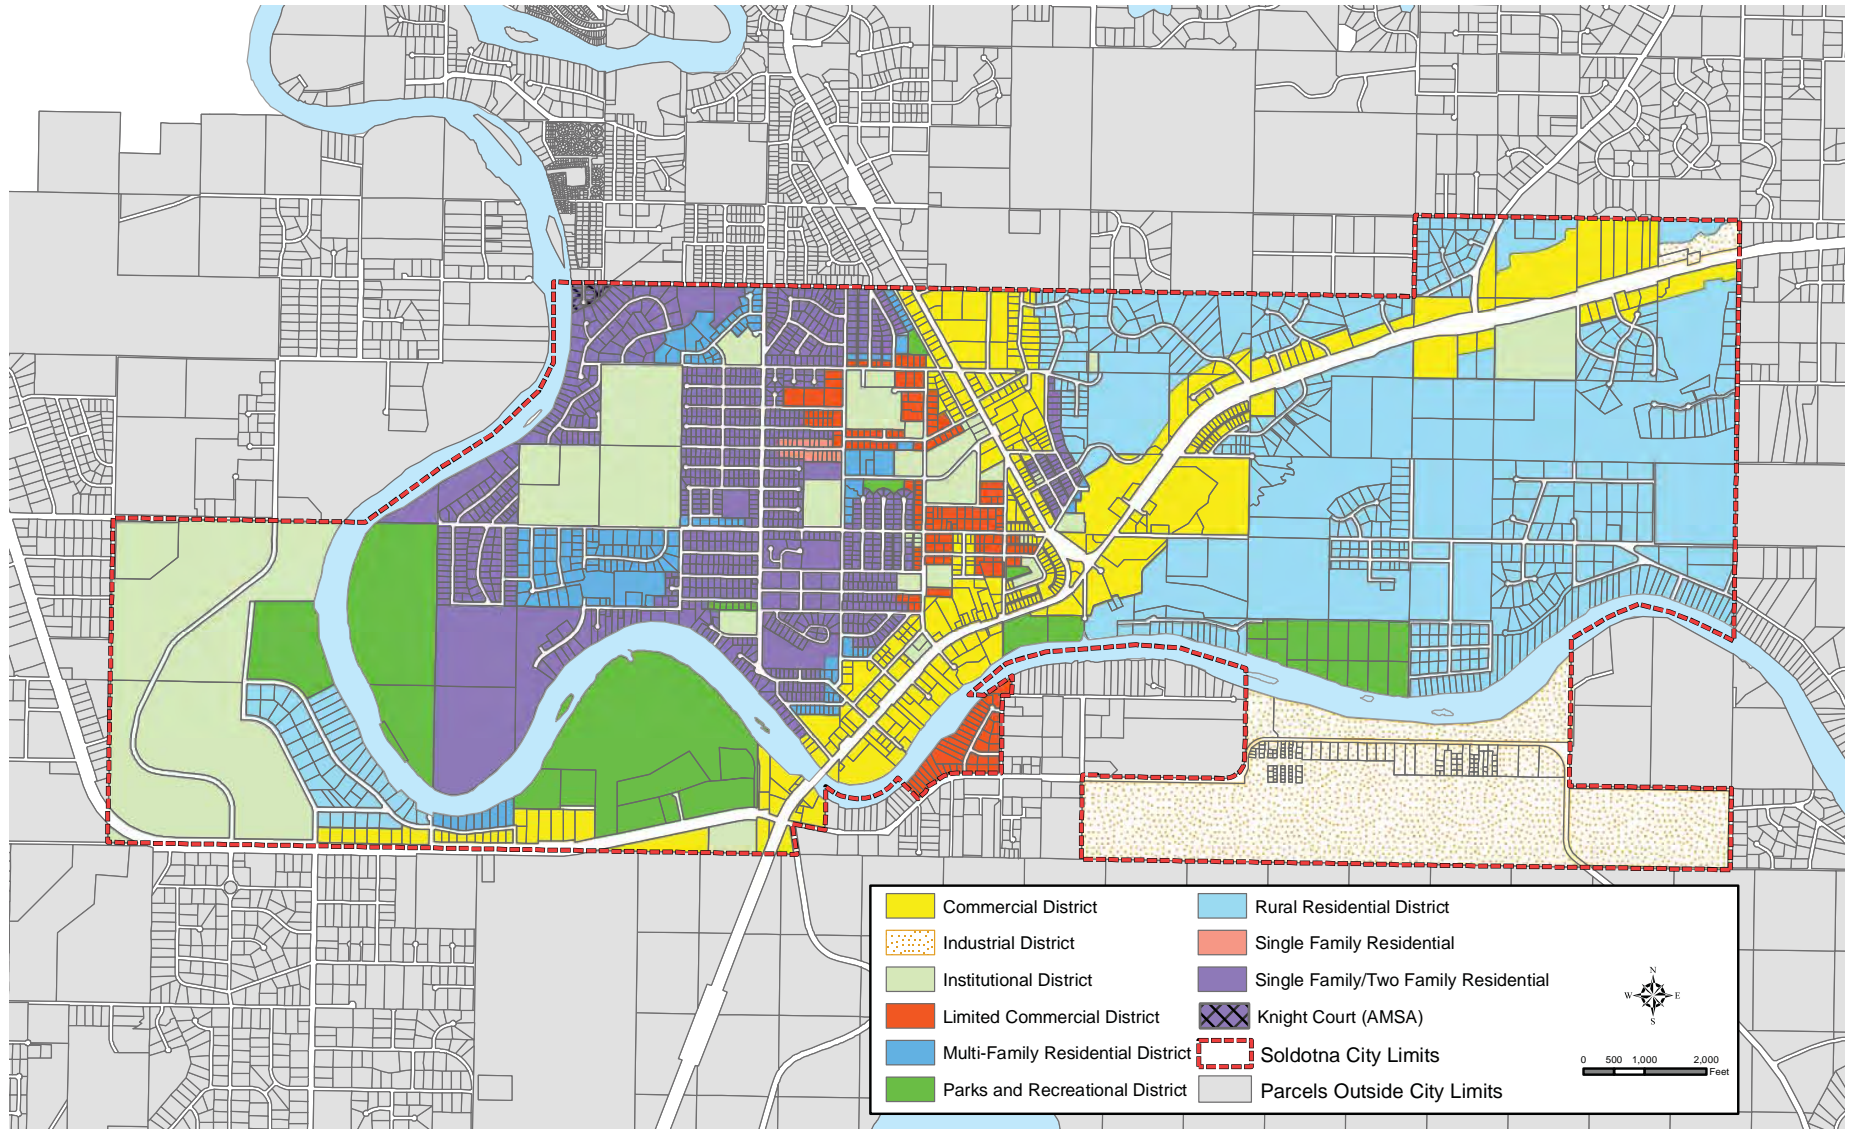 Commercial District
Industrial District
Institutional District
Limited Commercial District
Multi-Family Residential District
Parks and Recreational District
Rural Residential District
Single Family Residential
Single Family/Two Family Residential
Knight Court (AMSA)
Soldotna City Limits
Parcels Outside City Limits
N
W E
S
0 500 1,000 2,000
Feet